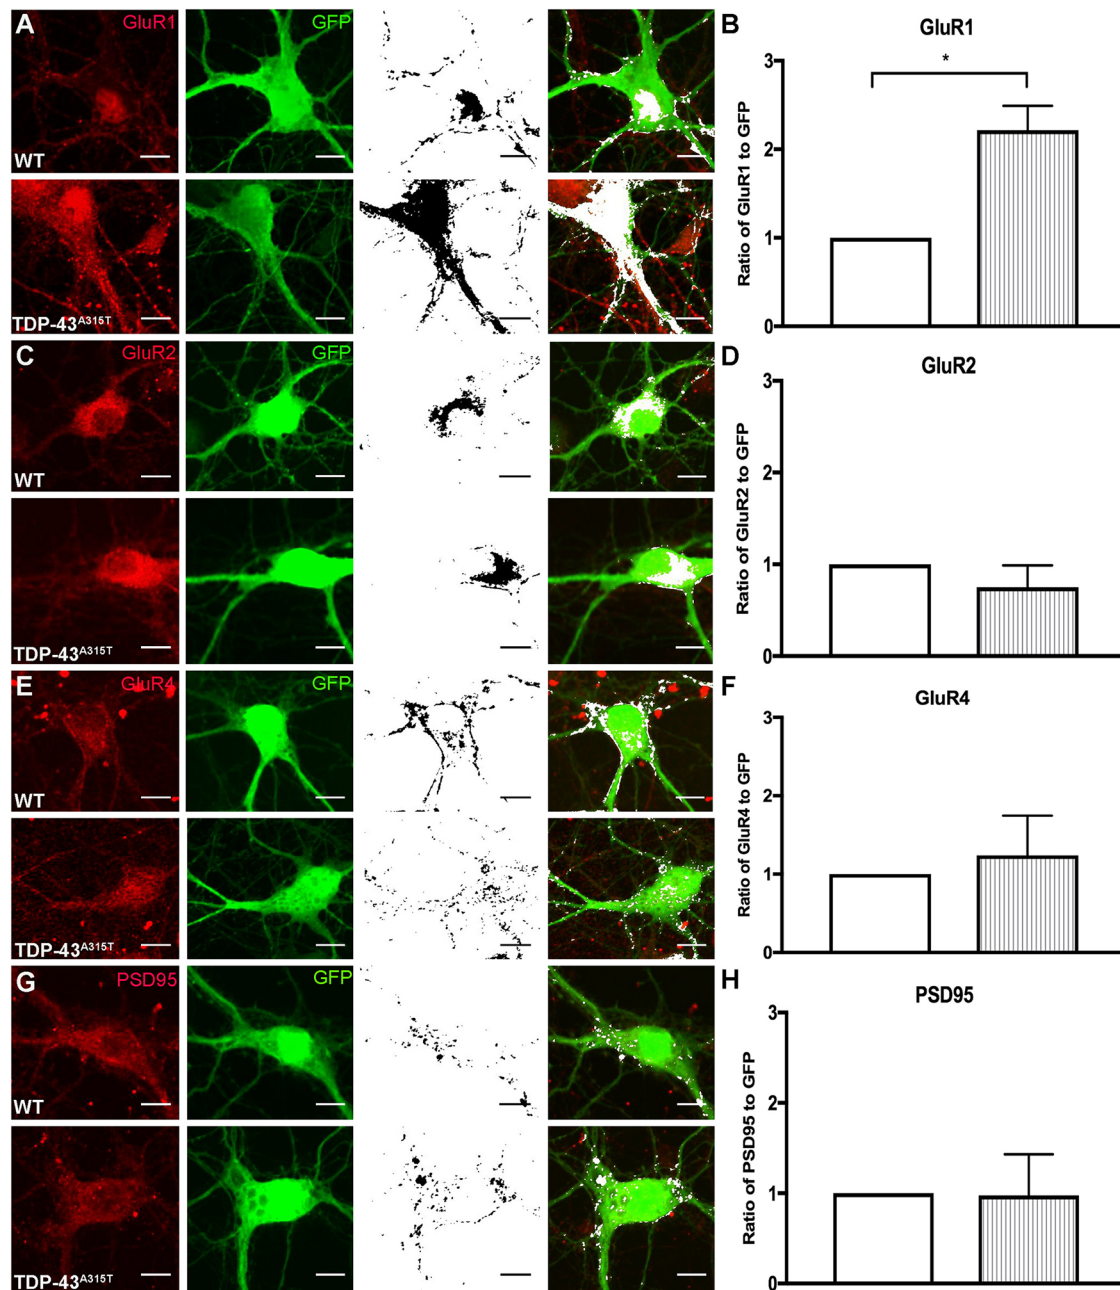 A GluR1 GFP
WT
TDP-43A315T
B GluR1
3
*
2
1
0
Ratio of GluR1 to GFP
C GluR2 GFP
WT
TDP-43A315T
D GluR2
3
2
1
0
Ratio of GluR2 to GFP
E GluR4 GFP
WT
TDP-43A315T
F GluR4
3
2
1
0
Ratio of GluR4 to GFP
G PSD95 GFP
WT
TDP-43A315T
H PSD95
3
2
1
0
Ratio of PSD95 to GFP